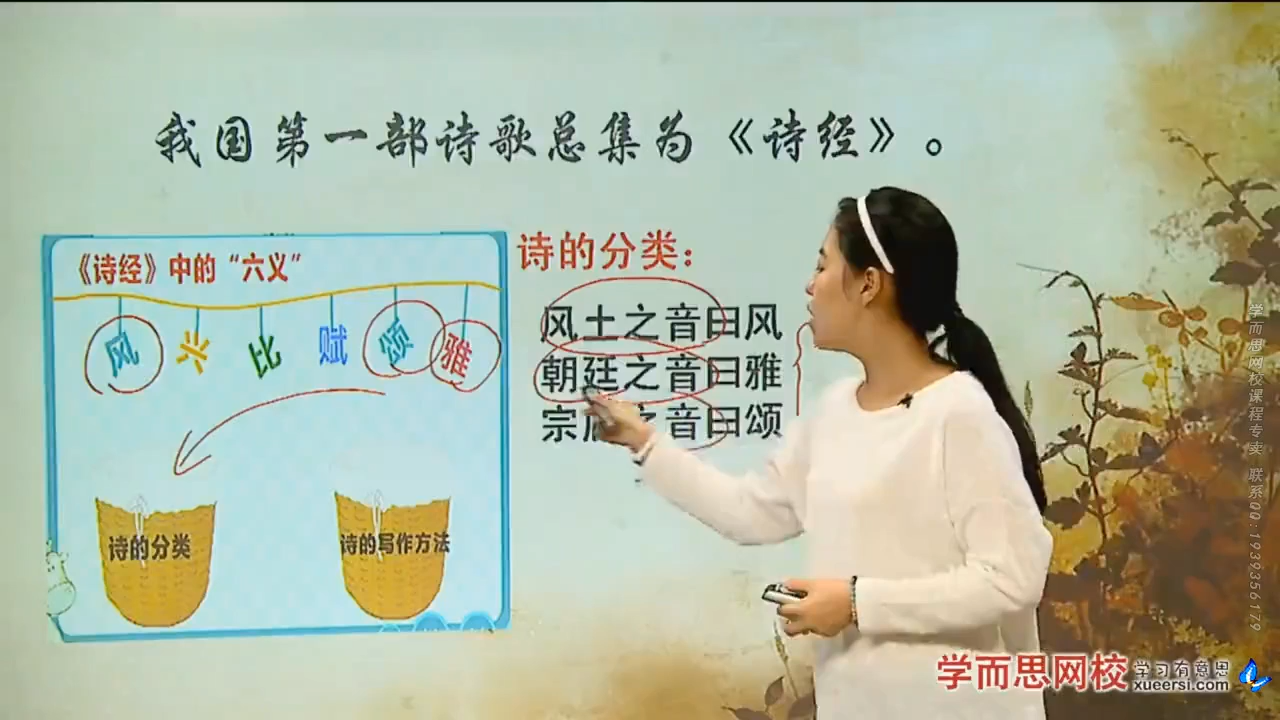 我国第一部诗歌总集为《诗经》。
《诗经》中的“六义”
风 兴 比 赋 颂 雅
诗的分类
诗的写作方法
诗的分类：
风土之音曰风
朝廷之音曰雅
宗庙之音曰颂
学而思网校课程专卖 联系QQ:1939356179
学而思网校 学习有意思
xueersi.com